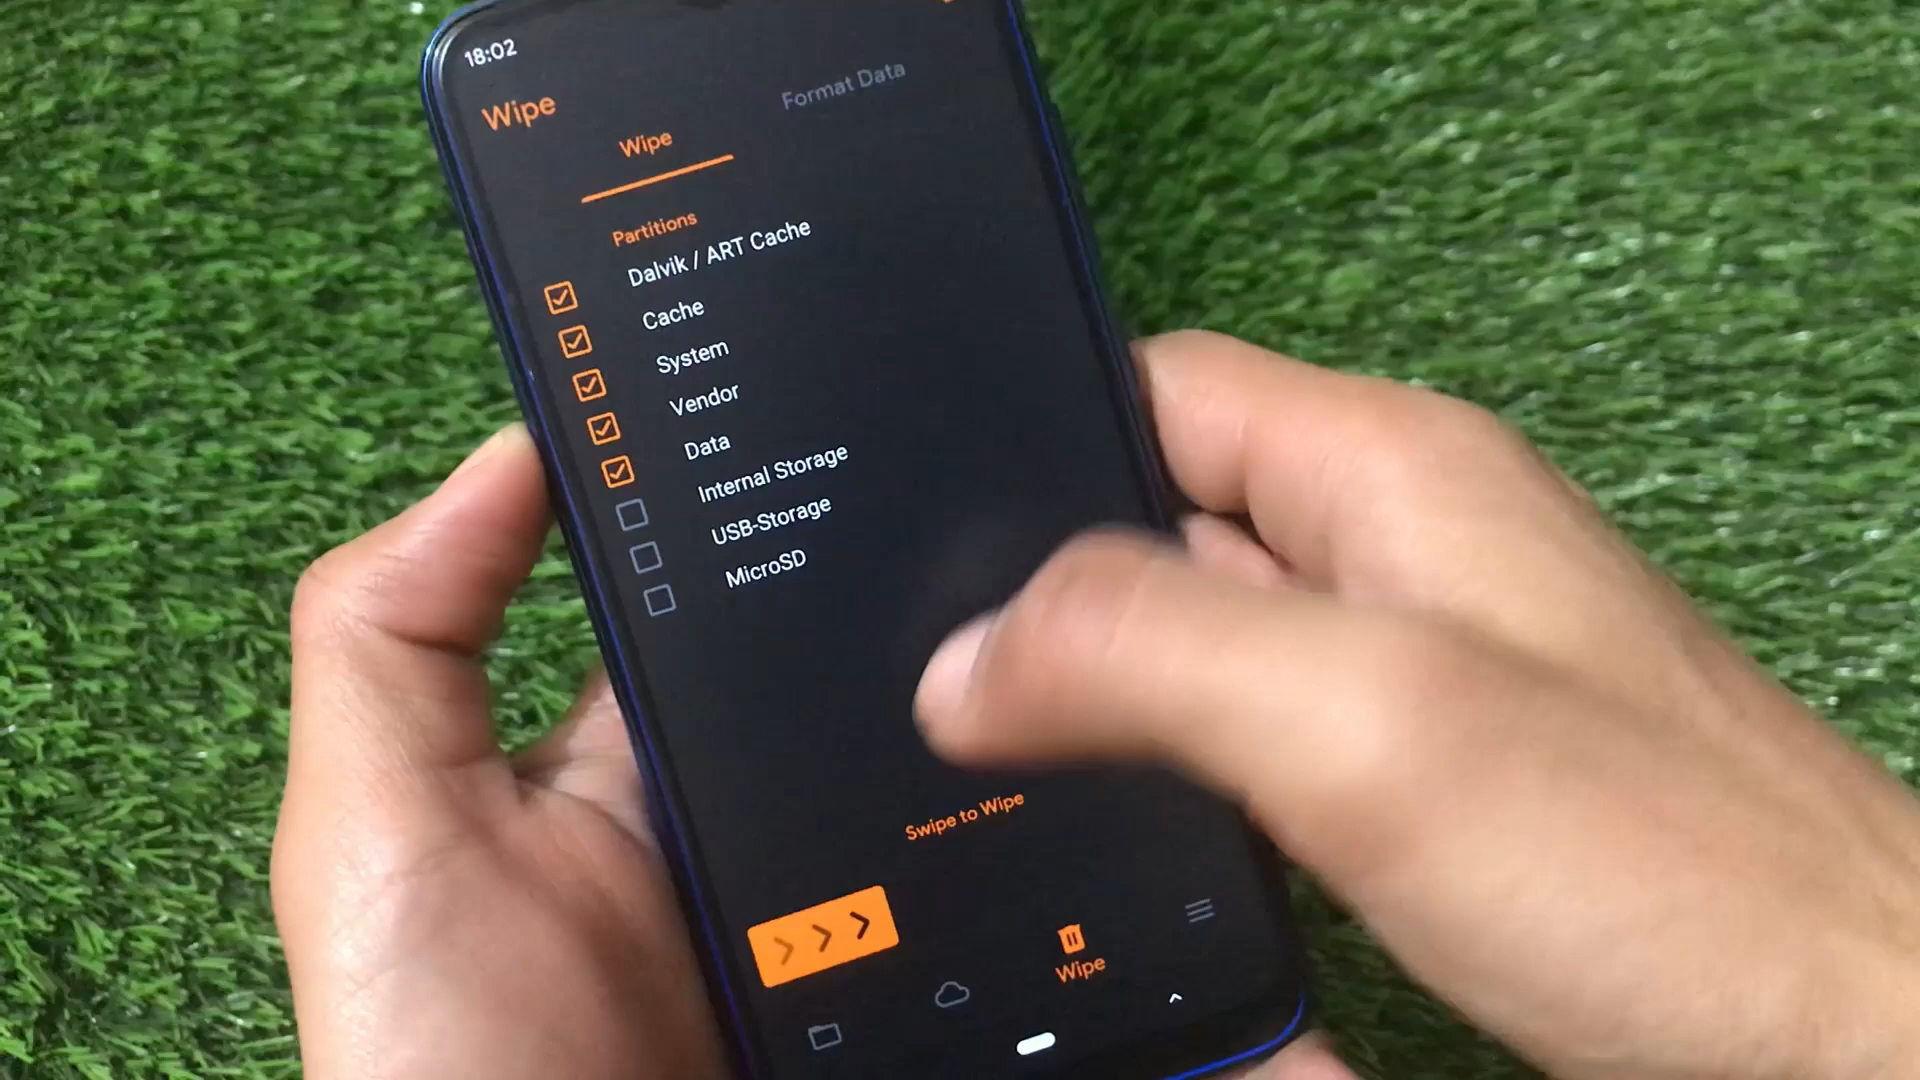 18:02
Wipe
Wipe
Format Data
Partitions
Dalvik / ART Cache
Cache
System
Vendor
Data
Internal Storage
USB-Storage
MicroSD
Swipe to Wipe
Wipe